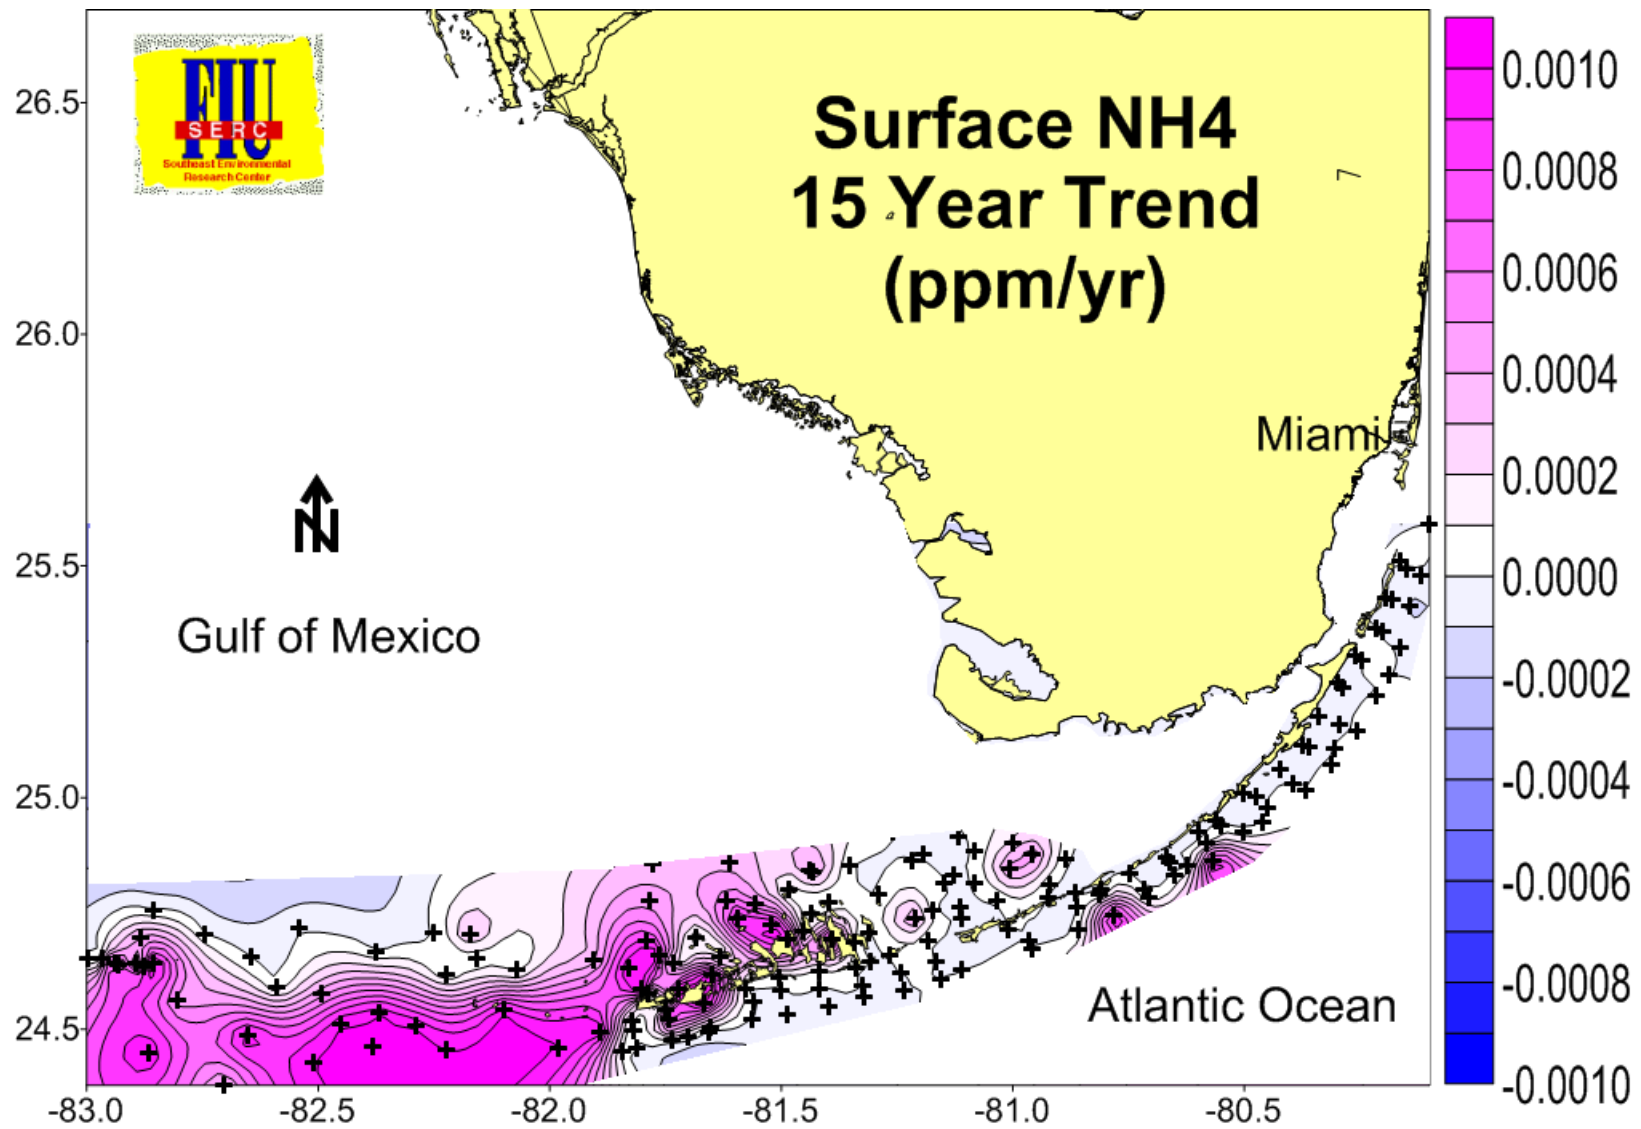 FIU
SERC
Southeast Environmental
Research Center
Surface NH4
15 Year Trend
(ppm/yr)
Miami
N
Gulf of Mexico
Atlantic Ocean
26.5
26.0
25.5
25.0
24.5
-83.0
-82.5
-82.0
-81.5
-81.0
-80.5
0.0010
0.0008
0.0006
0.0004
0.0002
0.0000
-0.0002
-0.0004
-0.0006
-0.0008
-0.0010